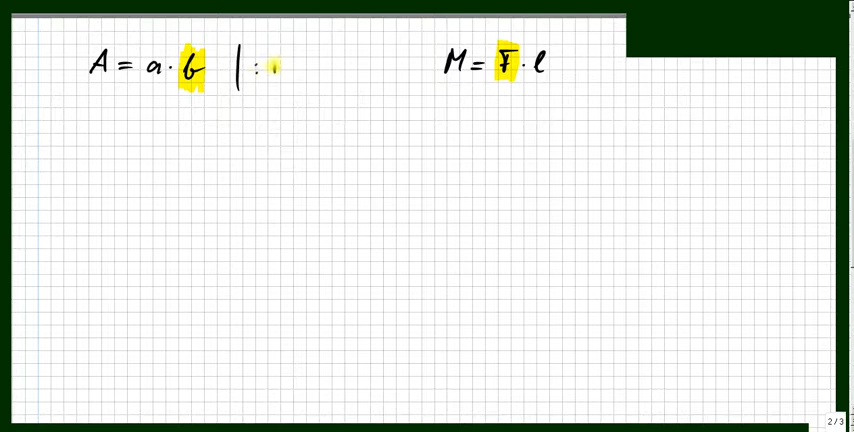 A = a · b | :
M = F · l
2/3